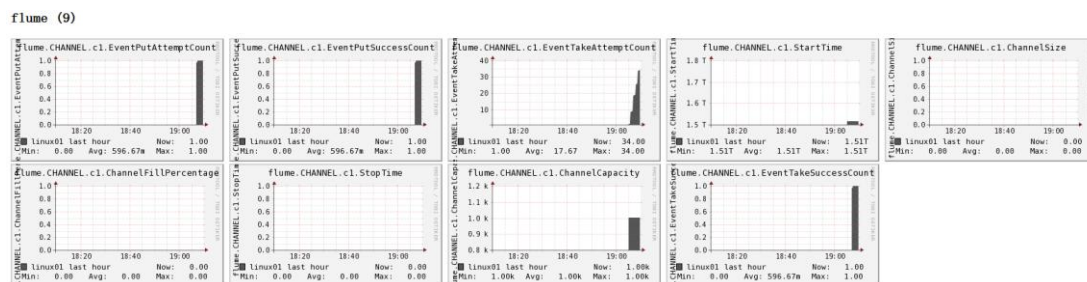 flume (9)
flume.CHANNEL.c1.EventPutAttemptCount
1.0
0.8
0.6
0.4
0.2
0.0
18:20 18:40 19:00
linux01 last hour Now: 1.00
Min: 0.00 Avg: 596.67m Max: 1.00
flume.CHANNEL.c1.EventPutSuccessCount
1.0
0.8
0.6
0.4
0.2
0.0
18:20 18:40 19:00
linux01 last hour Now: 1.00
Min: 0.00 Avg: 596.67m Max: 1.00
flume.CHANNEL.c1.EventTakeAttemptCount
40
30
20
10
18:20 18:40 19:00
linux01 last hour Now: 34.00
Min: 1.00 Avg: 17.67 Max: 34.00
flume.CHANNEL.c1.StartTime
1.8 T
1.6 T
1.5 T
18:20 18:40 19:00
linux01 last hour Now: 1.51T
Min: 1.51T Avg: 1.51T Max: 1.51T
flume.CHANNEL.c1.ChannelSize
1.0
0.8
0.6
0.4
0.2
0.0
18:20 18:40 19:00
linux01 last hour Now: 0.00
Min: 0.00 Avg: 0.00 Max: 0.00
flume.CHANNEL.c1.ChannelFillPercentage
1.0
0.8
0.6
0.4
0.2
0.0
18:20 18:40 19:00
linux01 last hour Now: 0.00
Min: 0.00 Avg: 0.00 Max: 0.00
flume.CHANNEL.c1.StopTime
1.0
0.8
0.6
0.4
0.2
0.0
18:20 18:40 19:00
linux01 last hour Now: 0.00
Min: 0.00 Avg: 0.00 Max: 0.00
flume.CHANNEL.c1.ChannelCapacity
1.2 k
1.1 k
1.0 k
0.9 k
0.8 k
18:20 18:40 19:00
linux01 last hour Now: 1.00k
Min: 1.00k Avg: 1.00k Max: 1.00k
flume.CHANNEL.c1.EventTakeSuccessCount
1.0
0.8
0.6
0.4
0.2
0.0
18:20 18:40 19:00
linux01 last hour Now: 1.00
Min: 0.00 Avg: 596.67m Max: 1.00